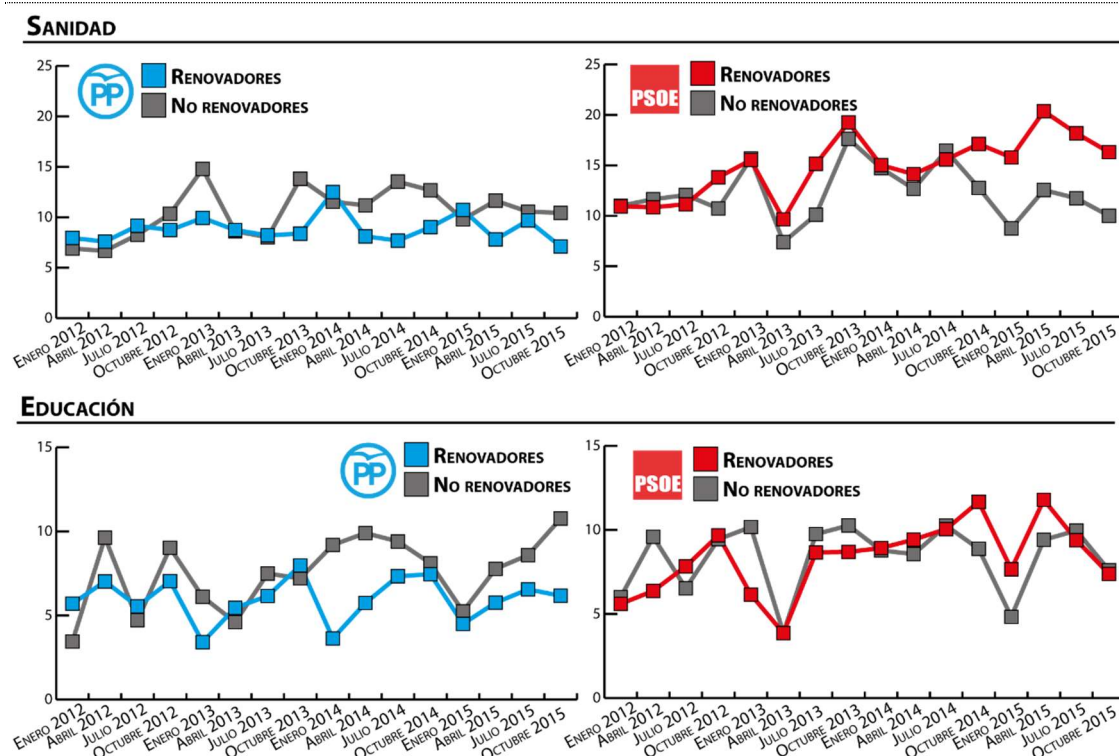 SANIDAD
PP
RENOVADORES
NO RENOVADORES
25
20
15
10
5
0
ENERO 2012
ABRIL 2012
JULIO 2012
OCTUBRE 2012
ENERO 2013
ABRIL 2013
JULIO 2013
OCTUBRE 2013
ENERO 2014
ABRIL 2014
JULIO 2014
OCTUBRE 2014
ENERO 2015
ABRIL 2015
JULIO 2015
OCTUBRE 2015
PSOE
RENOVADORES
NO RENOVADORES
25
20
15
10
5
0
ENERO 2012
ABRIL 2012
JULIO 2012
OCTUBRE 2012
ENERO 2013
ABRIL 2013
JULIO 2013
OCTUBRE 2013
ENERO 2014
ABRIL 2014
JULIO 2014
OCTUBRE 2014
ENERO 2015
ABRIL 2015
JULIO 2015
OCTUBRE 2015
EDUCACIÓN
PP
RENOVADORES
NO RENOVADORES
15
10
5
0
ENERO 2012
ABRIL 2012
JULIO 2012
OCTUBRE 2012
ENERO 2013
ABRIL 2013
JULIO 2013
OCTUBRE 2013
ENERO 2014
ABRIL 2014
JULIO 2014
OCTUBRE 2014
ENERO 2015
ABRIL 2015
JULIO 2015
OCTUBRE 2015
PSOE
RENOVADORES
NO RENOVADORES
15
10
5
0
ENERO 2012
ABRIL 2012
JULIO 2012
OCTUBRE 2012
ENERO 2013
ABRIL 2013
JULIO 2013
OCTUBRE 2013
ENERO 2014
ABRIL 2014
JULIO 2014
OCTUBRE 2014
ENERO 2015
ABRIL 2015
JULIO 2015
OCTUBRE 2015